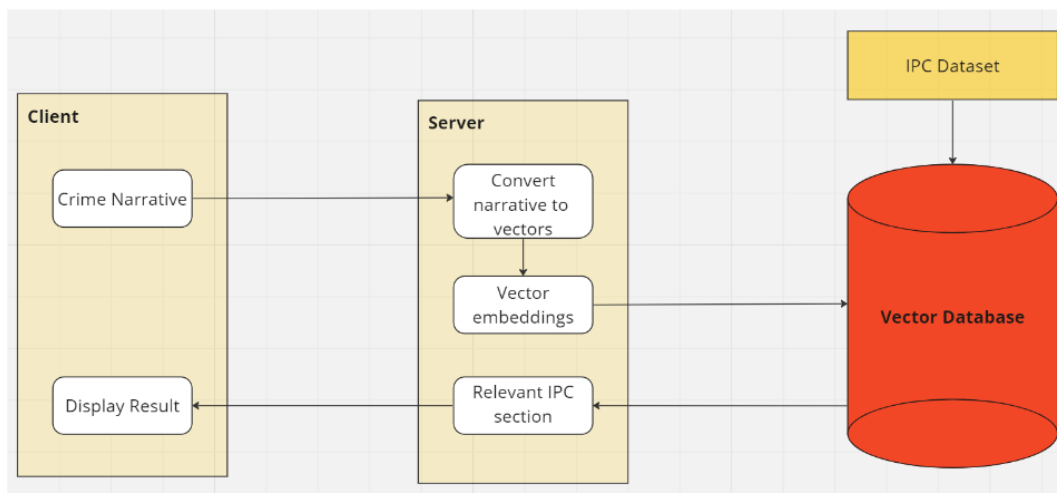 IPC Dataset
Client
Server
Crime Narrative
Convert
narrative to
vectors
Vector
embeddings
Vector Database
Display Result
Relevant IPC
section